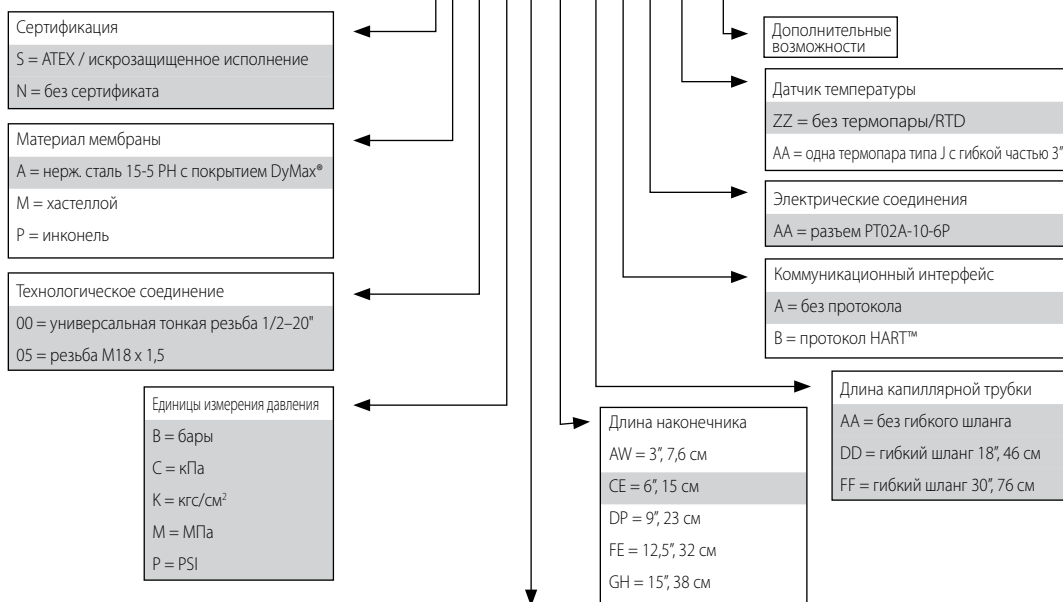 Сертификация
S = ATEX / искрозащищенное исполнение
N = без сертификата
Материал мембраны
A = нерж. сталь 15-5 PH с покрытием DyMax®
M = хастеллой
P = инконель
Технологическое соединение
00 = универсальная тонкая резьба 1/2–20"
05 = резьба M18 x 1,5
Единицы измерения давления
B = бары
C = кПа
K = кгс/см²
M = МПа
P = PSI
Длина наконечника
AW = 3", 7,6 см
CE = 6", 15 см
DP = 9", 23 см
FE = 12,5", 32 см
GH = 15", 38 см
Длина капиллярной трубки
AA = без гибкого шланга
DD = гибкий шланг 18", 46 см
FF = гибкий шланг 30", 76 см
Коммуникационный интерфейс
A = без протокола
B = протокол HART™
Электрические соединения
AA = разъем PT02A-10-6P
Датчик температуры
ZZ = без термопары/RTD
AA = одна термопара типа J с гибкой частью 3"
Дополнительные
возможности